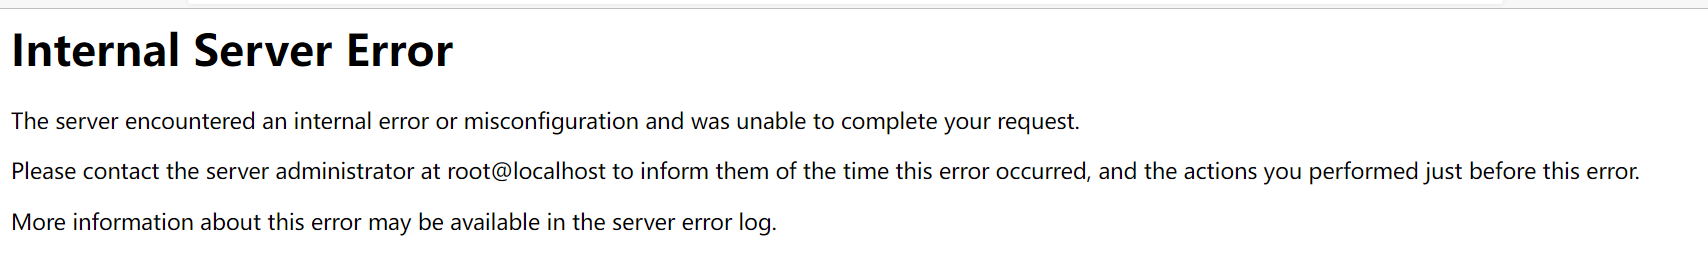 Internal Server Error
The server encountered an internal error or misconfiguration and was unable to complete your request.
Please contact the server administrator at root@localhost to inform them of the time this error occurred, and the actions you performed just before this error.
More information about this error may be available in the server error log.